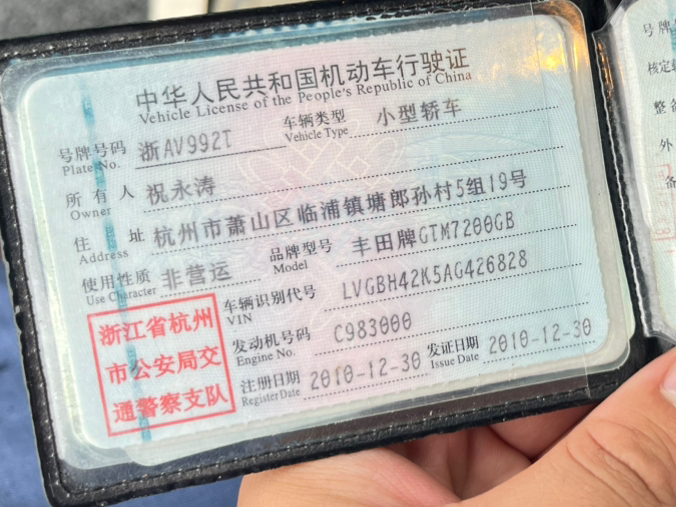 中华人民共和国机动车行驶证
Vehicle License of the People's Republic of China
号牌号码 浙AV992T 车辆类型 小型轿车
Plate No. Vehicle Type
所有人 祝永涛
Owner
住址 杭州市萧山区临浦镇塘郎孙村5组19号
Address
使用性质 非营运 品牌型号 丰田牌GTM7200GB
Use Character Model
浙江省杭州
市公安局交
通警察支队
车辆识别代号 LVGBH42K5AG426828
VIN
发动机号码 C983000
Engine No.
注册日期 2010-12-30 发证日期 2010-12-30
Register Date Issue Date
号牌
核定载
整备
外
备